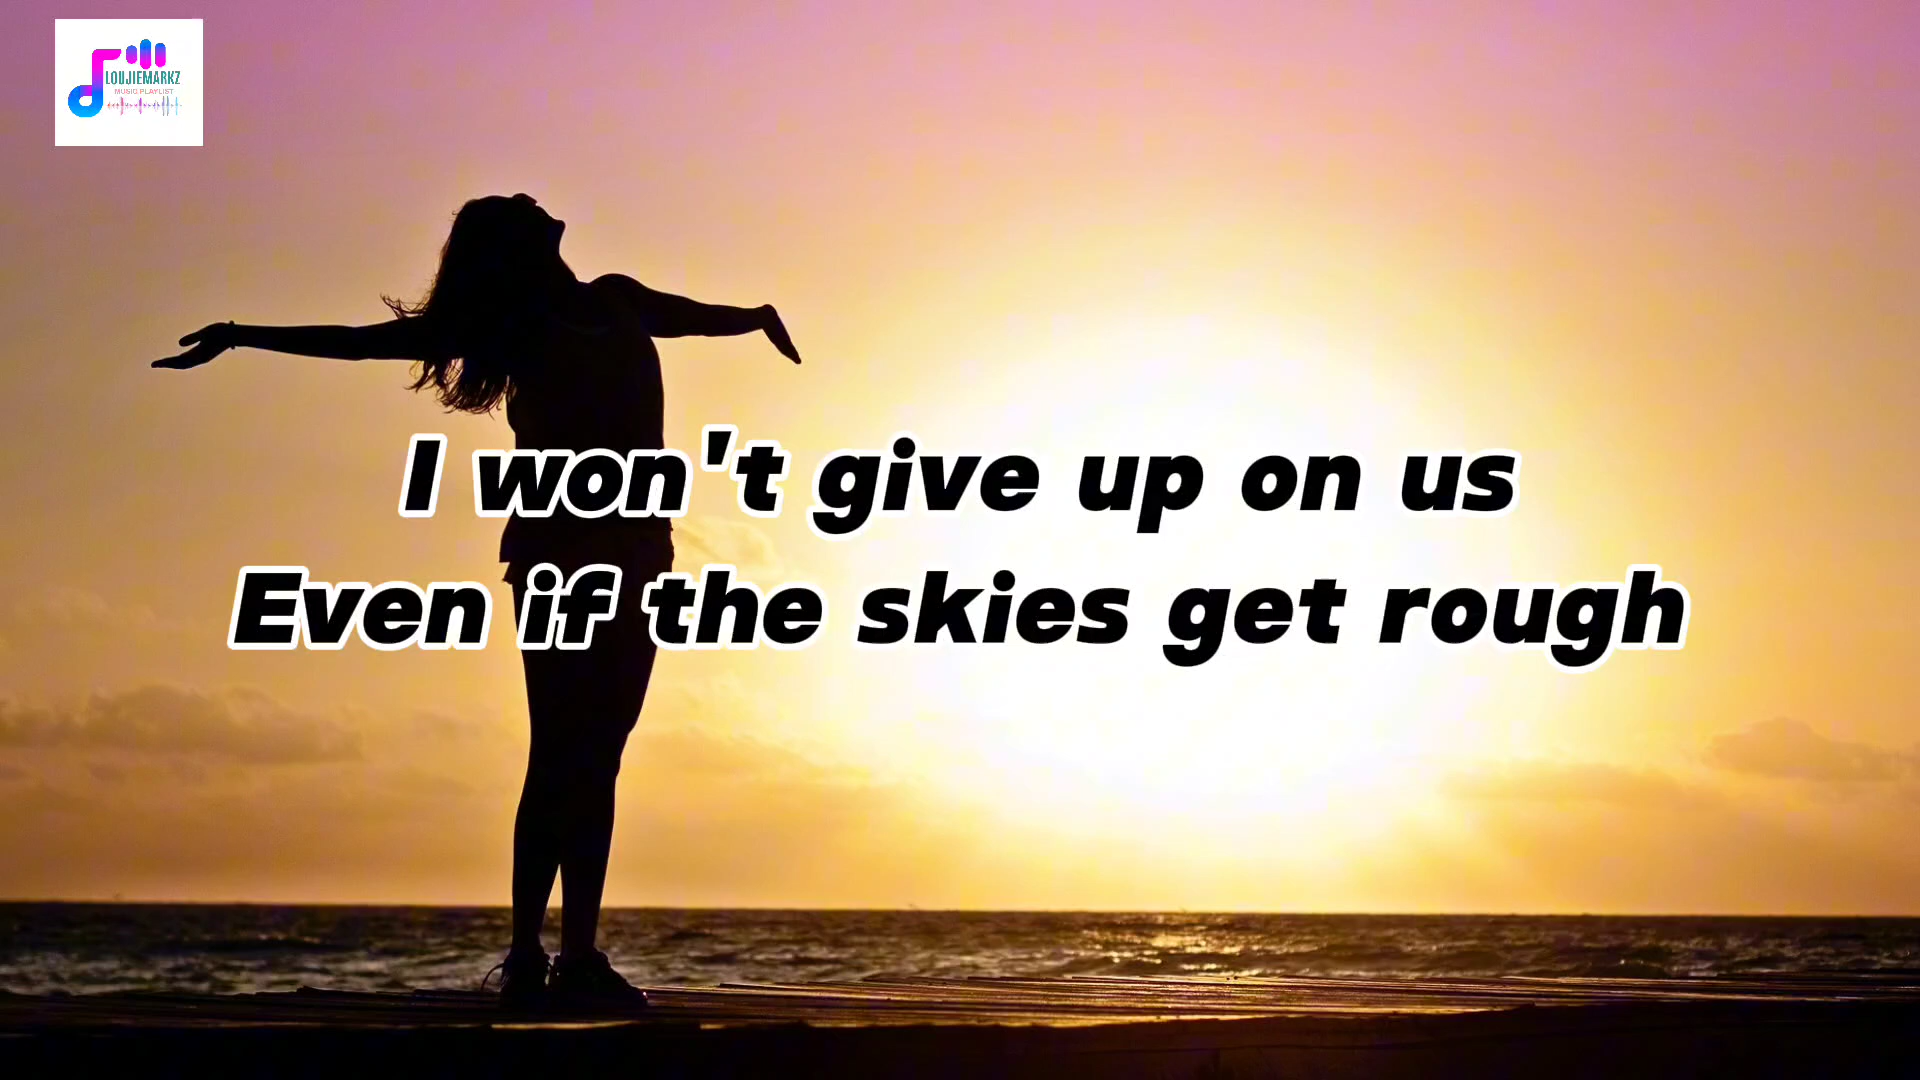 LOUJIEMARKZ
MUSIC PLAYLIST
I won't give up on us
Even if the skies get rough